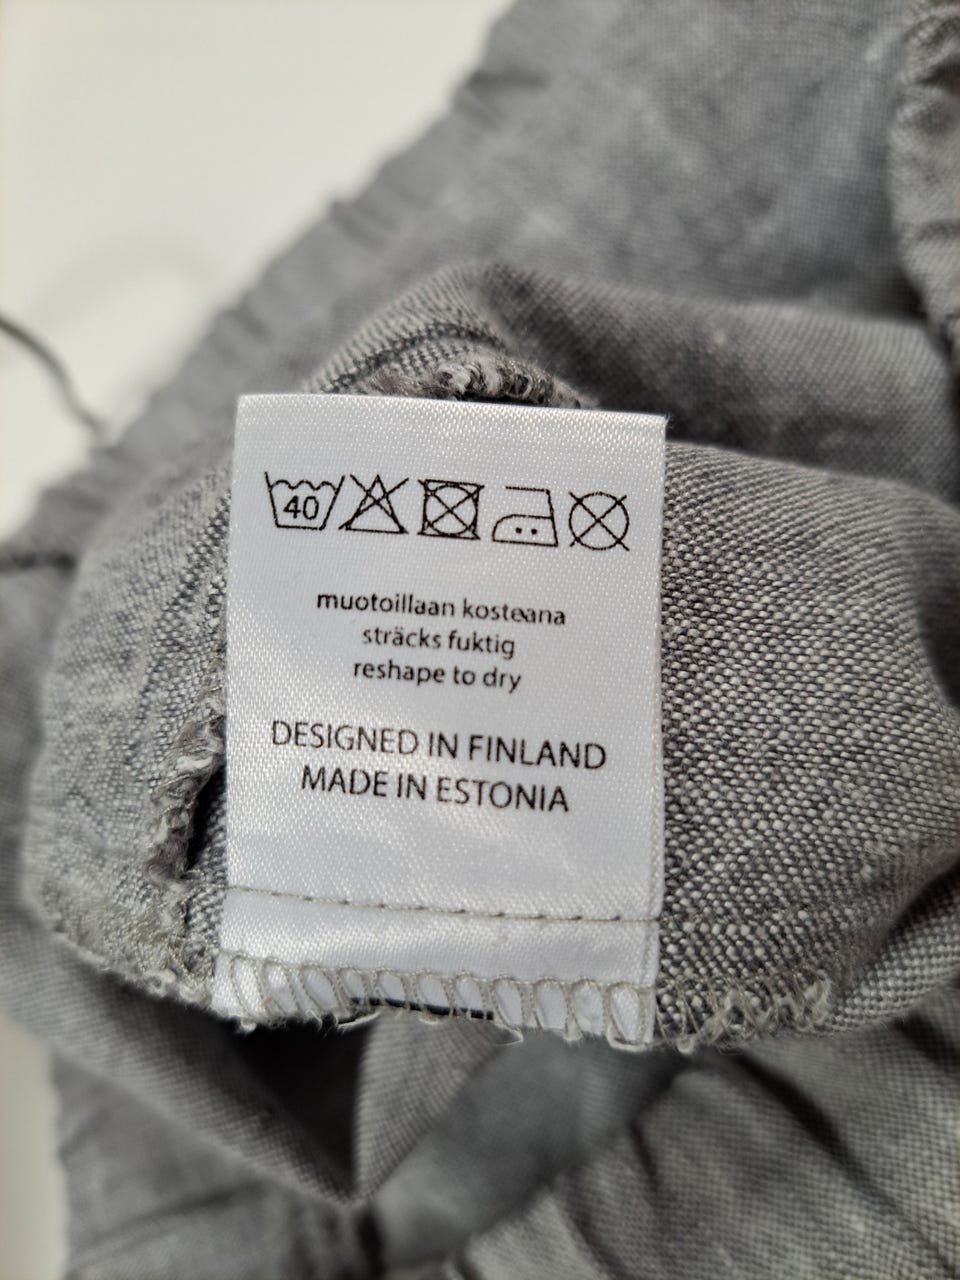 40
muotoillaan kosteana
sträcks fuktig
reshape to dry
DESIGNED IN FINLAND
MADE IN ESTONIA